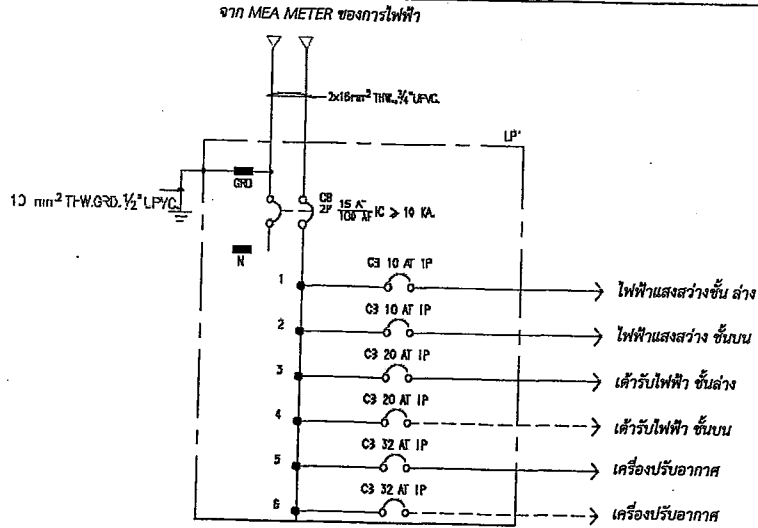 จาก MEA METER ของการไฟฟ้า
2x16mm² THW.,¾"UPVC.
LP'
10 mm² THW.GRD. ½" UPVC.
GRD
CB 15 AT
2P 100 AF IC ≥ 10 KA.
N
1 CB 10 AT 1P ไฟฟ้าแสงสว่างชั้น ล่าง
2 CB 10 AT 1P ไฟฟ้าแสงสว่าง ชั้นบน
3 CB 20 AT 1P เต้ารับไฟฟ้า ชั้นล่าง
4 CB 20 AT 1P เต้ารับไฟฟ้า ชั้นบน
5 CB 32 AT 1P เครื่องปรับอากาศ
6 CB 32 AT 1P เครื่องปรับอากาศ